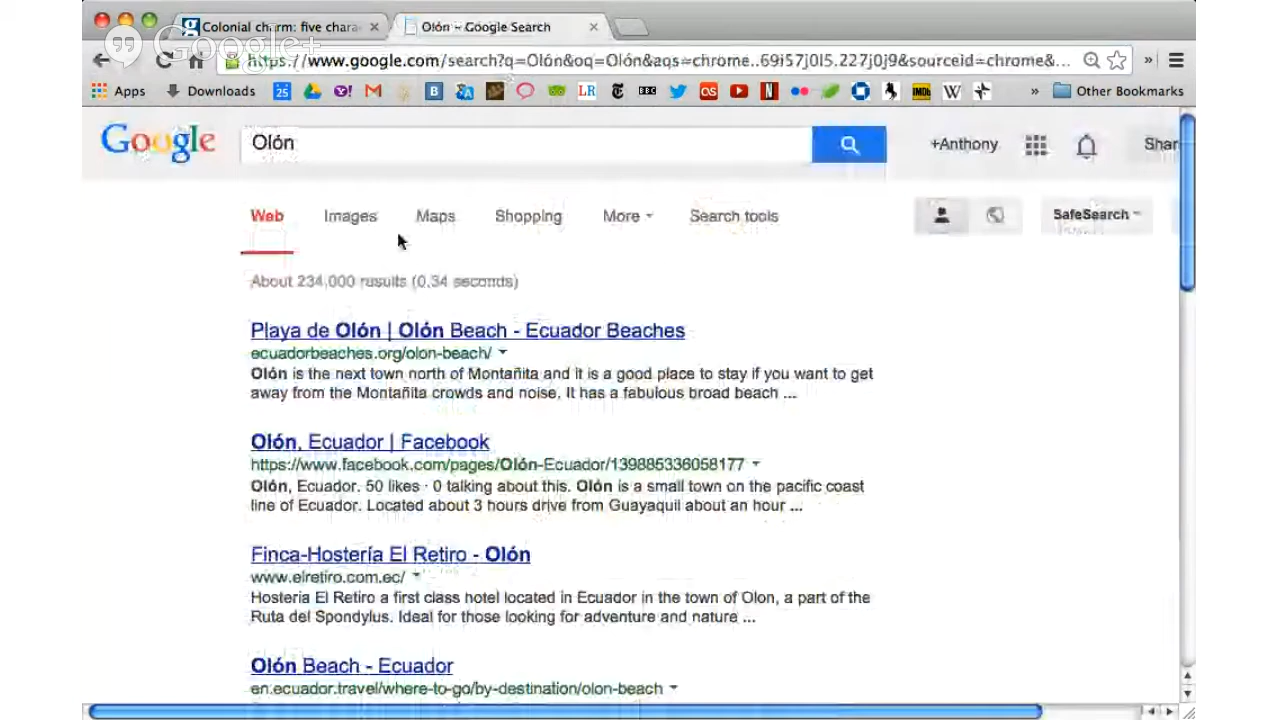 Colonial charm: five chara
Olón - Google Search
Google+
https://www.google.com/search?q=Olón&oq=Olón&aqs=chrome..69i57j0l5.227j0j9&sourceid=chrome&...
Apps Downloads 25 B LR BBC OS N IMDb W » Other Bookmarks
Google Olón +Anthony Shar
Web Images Maps Shopping More Search tools SafeSearch
About 234,000 results (0.34 seconds)
Playa de Olón | Olón Beach - Ecuador Beaches
ecuadorbeaches.org/olon-beach/
Olón is the next town north of Montañita and it is a good place to stay if you want to get
away from the Montañita crowds and noise. It has a fabulous broad beach ...
Olón, Ecuador | Facebook
https://www.facebook.com/pages/Olón-Ecuador/139885336058177
Olón, Ecuador. 50 likes · 0 talking about this. Olón is a small town on the pacific coast
line of Ecuador. Located about 3 hours drive from Guayaquil about an hour ...
Finca-Hostería El Retiro - Olón
www.elretiro.com.ec/
Hosteria El Retiro a first class hotel located in Ecuador in the town of Olon, a part of the
Ruta del Spondylus. Ideal for those looking for adventure and nature ...
Olón Beach - Ecuador
en.ecuador.travel/where-to-go/by-destination/olon-beach